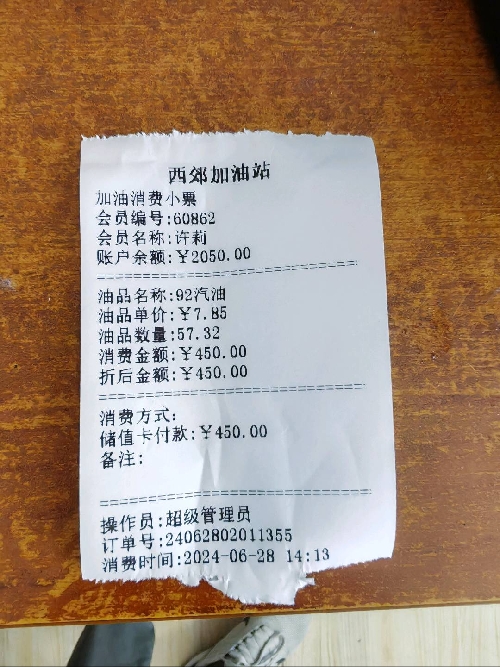 西郊加油站
加油消费小票
会员编号:60862
会员名称:许莉
账户余额:￥2050.00
油品名称:92汽油
油品单价:￥7.85
油品数量:57.32
消费金额:￥450.00
折后金额:￥450.00
消费方式:
储值卡付款:￥450.00
备注:
操作员:超级管理员
订单号:24062802011355
消费时间:2024-06-28 14:13